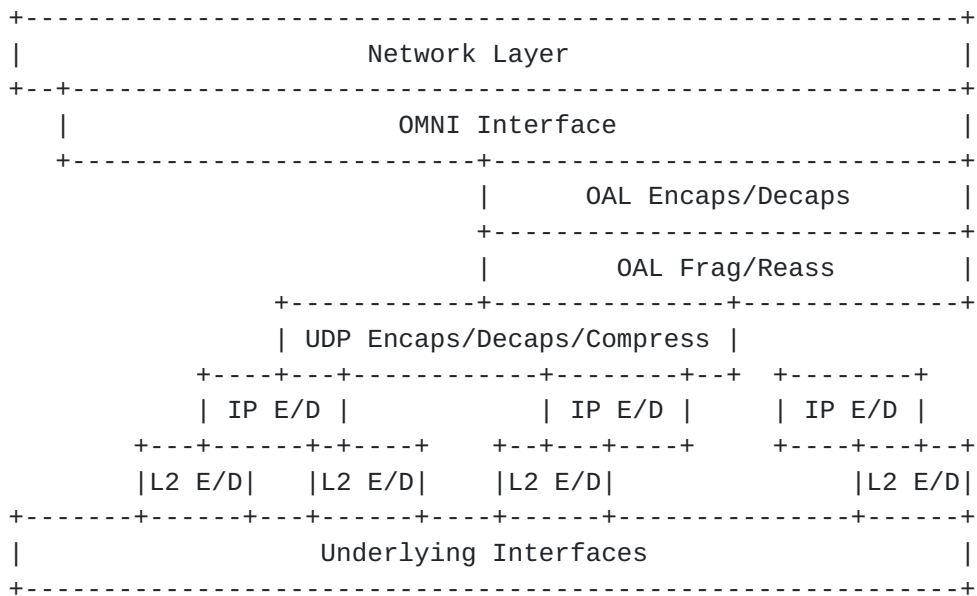 Network Layer
OMNI Interface
OAL Encaps/Decaps
OAL Frag/Reass
UDP Encaps/Decaps/Compress
IP E/D IP E/D IP E/D
L2 E/D L2 E/D L2 E/D L2 E/D
Underlying Interfaces